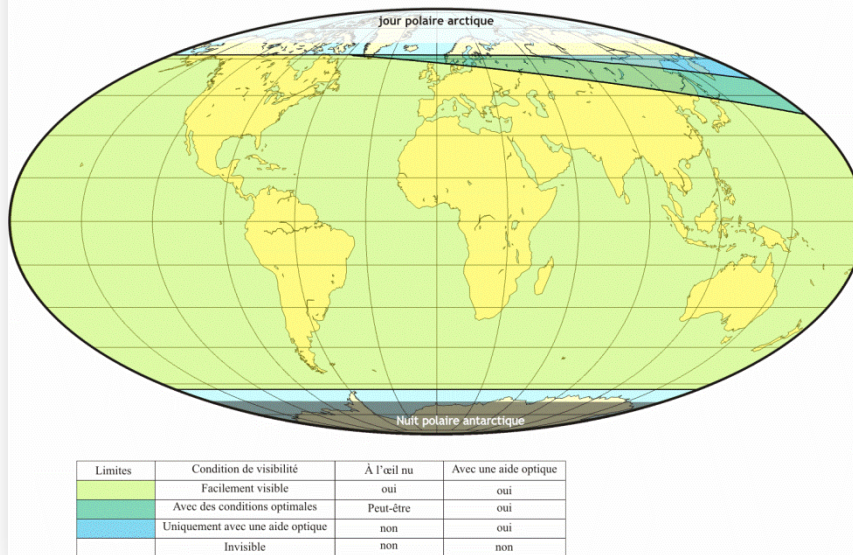 jour polaire arctique
Nuit polaire antarctique
Limites Condition de visibilité À l'œil nu Avec une aide optique
Facilement visible oui oui
Avec des conditions optimales Peut-être oui
Uniquement avec une aide optique non oui
Invisible non non